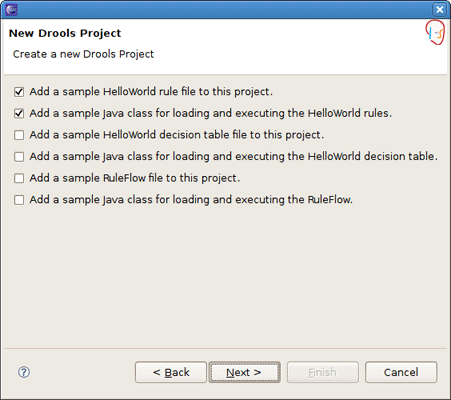 New Drools Project
Create a new Drools Project
Add a sample HelloWorld rule file to this project.
Add a sample Java class for loading and executing the HelloWorld rules.
Add a sample HelloWorld decision table file to this project.
Add a sample Java class for loading and executing the HelloWorld decision table.
Add a sample RuleFlow file to this project.
Add a sample Java class for loading and executing the RuleFlow.
? < Back Next > Finish Cancel